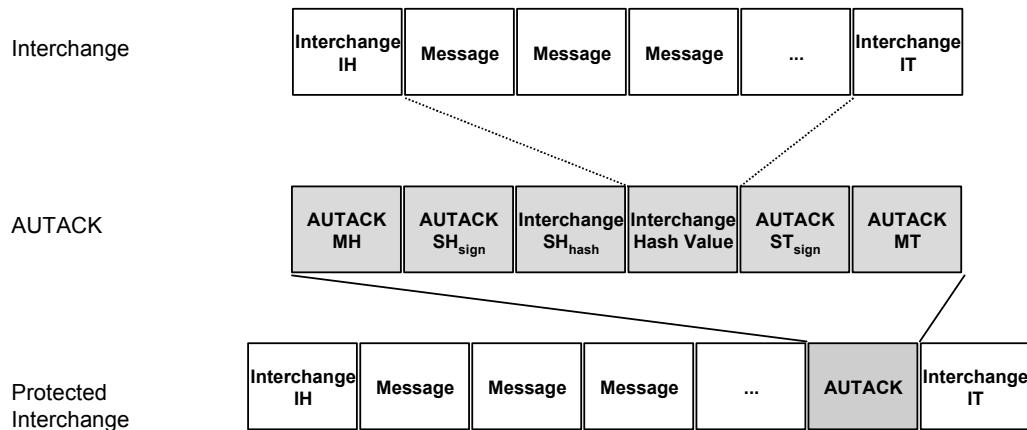 Interchange
Interchange
IH
Message
Message
Message
...
Interchange
IT
AUTACK
AUTACK
MH
AUTACK
SHsign
Interchange
SHhash
Interchange
Hash Value
AUTACK
STsign
AUTACK
MT
Protected
Interchange
Interchange
IH
Message
Message
Message
...
AUTACK
Interchange
IT